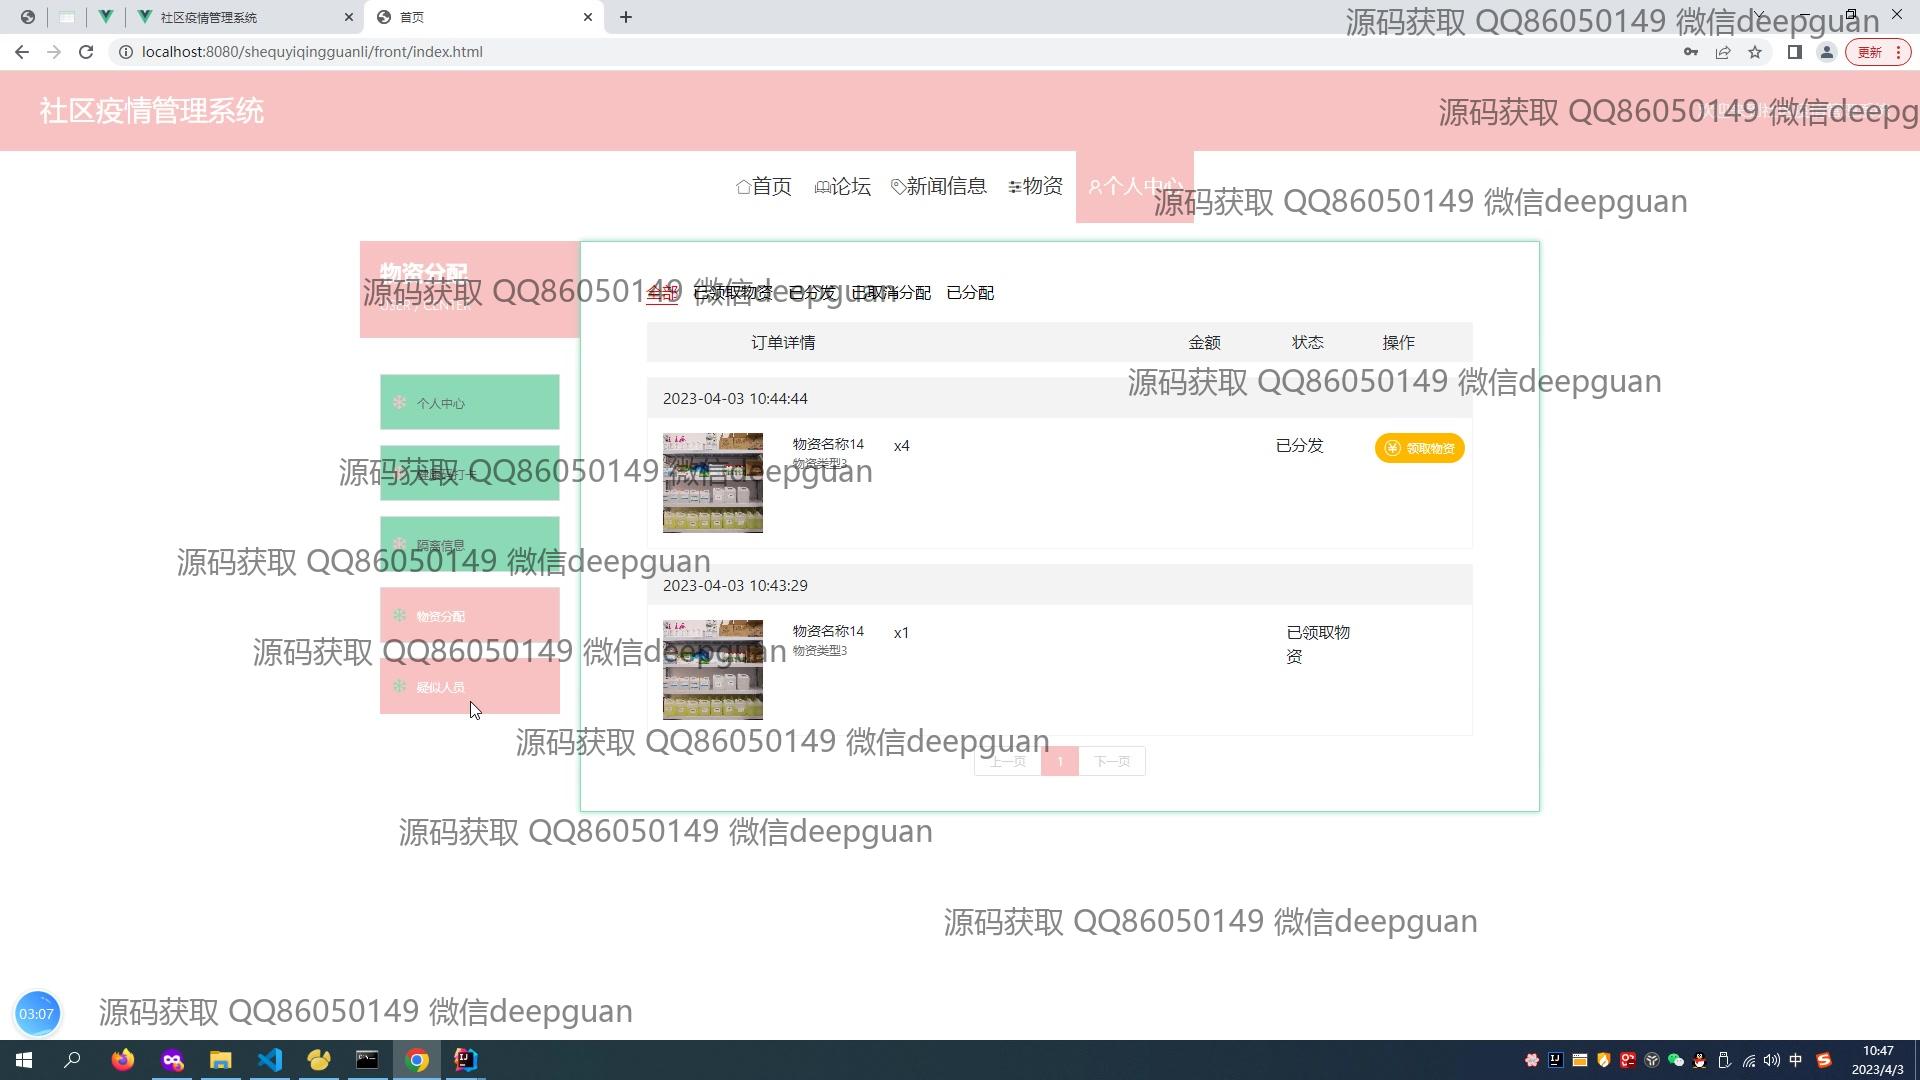 社区疫情管理系统
首页
localhost:8080/shequyiqingguanli/front/index.html
更新
源码获取 QQ86050149 微信deepguan
社区疫情管理系统
源码获取 QQ86050149 微信deepg
首页 论坛 新闻信息 物资 个人中心
源码获取 QQ86050149 微信deepguan
物资分配
USER / CENTER
源码获取 QQ86050149 微信deepguan
全部 已领取物资 已分发 已取消分配 已分配
订单详情 金额 状态 操作
源码获取 QQ86050149 微信deepguan
2023-04-03 10:44:44
个人中心
物资名称14 x4 已分发 领取物资
物资类型3
源码获取 QQ86050149 微信deepguan
隔离信息
源码获取 QQ86050149 微信deepguan
2023-04-03 10:43:29
物资分配
物资名称14 x1 已领取物资
物资类型3
源码获取 QQ86050149 微信deepguan
疑似人员
源码获取 QQ86050149 微信deepguan
上一页 1 下一页
源码获取 QQ86050149 微信deepguan
源码获取 QQ86050149 微信deepguan
03:07
源码获取 QQ86050149 微信deepguan
中
10:47
2023/4/3